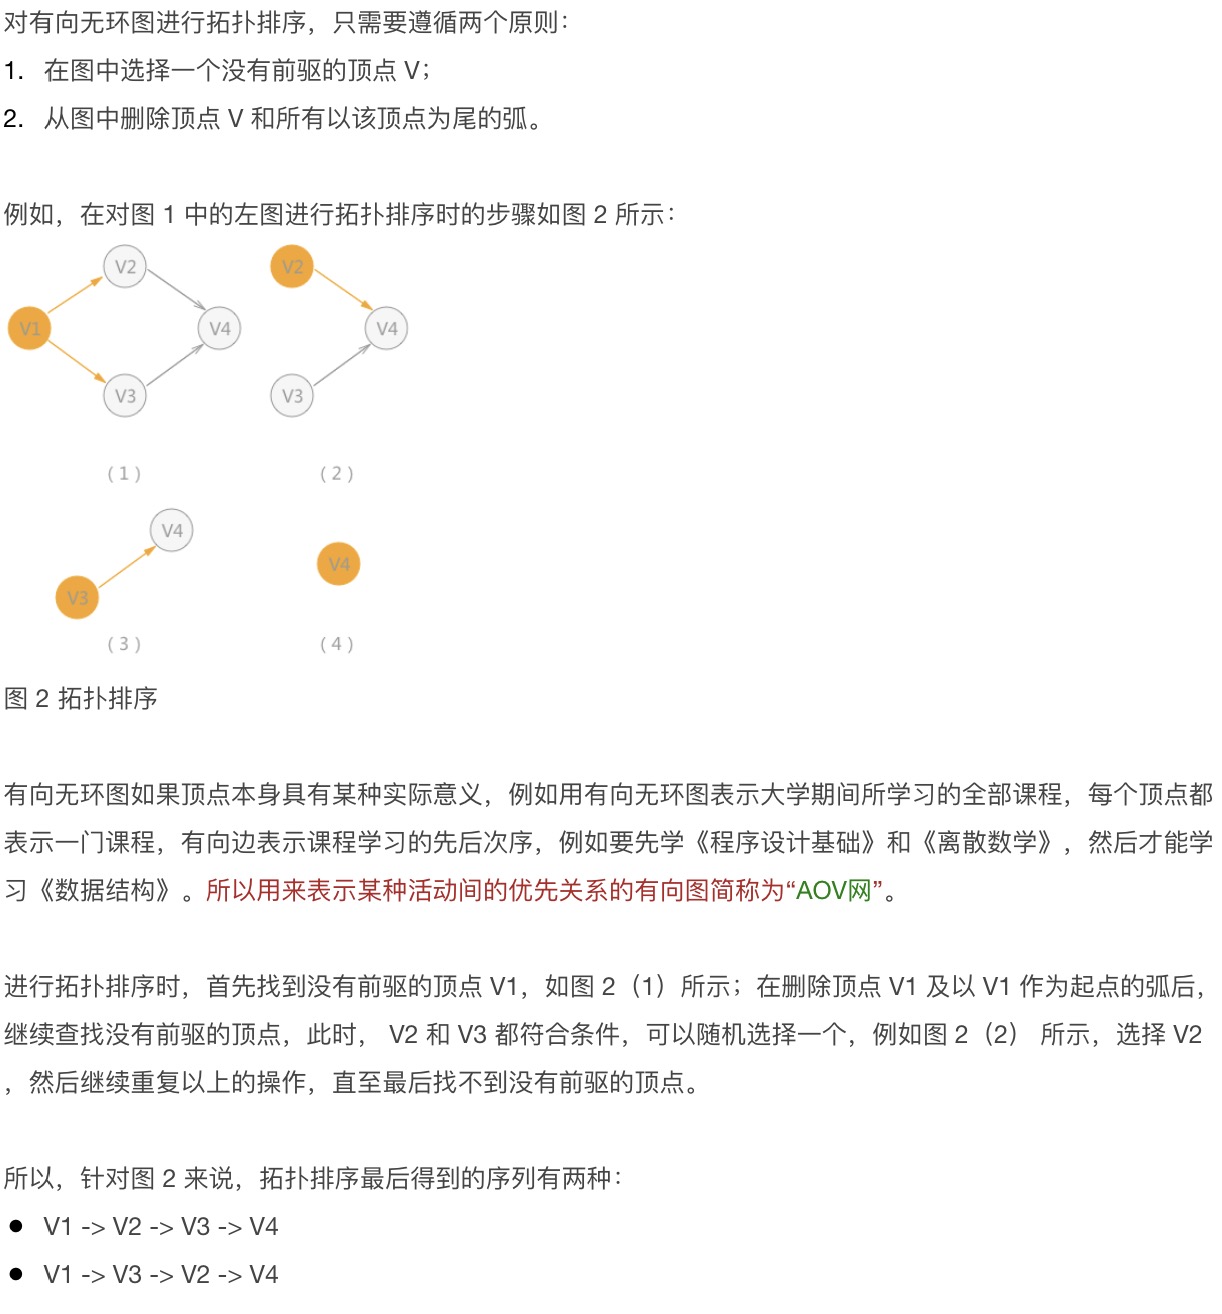 对有向无环图进行拓扑排序，只需要遵循两个原则：
1. 在图中选择一个没有前驱的顶点 V；
2. 从图中删除顶点 V 和所有以该顶点为尾的弧。
例如，在对图 1 中的左图进行拓扑排序时的步骤如图 2 所示：
V2
V1
V4
V3
（1）
V2
V4
V3
（2）
V4
V3
（3）
V4
（4）
图 2 拓扑排序
有向无环图如果顶点本身具有某种实际意义，例如用有向无环图表示大学期间所学习的全部课程，每个顶点都
表示一门课程，有向边表示课程学习的先后次序，例如要先学《程序设计基础》和《离散数学》，然后才能学
习《数据结构》。所以用来表示某种活动间的优先关系的有向图简称为“AOV网”。
进行拓扑排序时，首先找到没有前驱的顶点 V1，如图 2（1）所示；在删除顶点 V1 及以 V1 作为起点的弧后，
继续查找没有前驱的顶点，此时， V2 和 V3 都符合条件，可以随机选择一个，例如图 2（2） 所示，选择 V2
，然后继续重复以上的操作，直至最后找不到没有前驱的顶点。
所以，针对图 2 来说，拓扑排序最后得到的序列有两种：
● V1 -> V2 -> V3 -> V4
● V1 -> V3 -> V2 -> V4